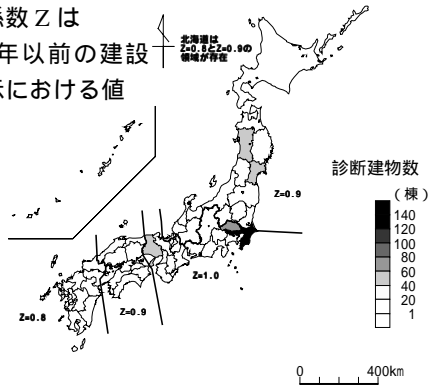 係数 Z は
年以前の建設
示における値
北海道は
Z=0.8とZ=0.9の
領域が存在
Z=0.9
Z=1.0
Z=0.9
Z=0.8
診断建物数
(棟)
140
120
100
80
60
40
20
1
0 400km